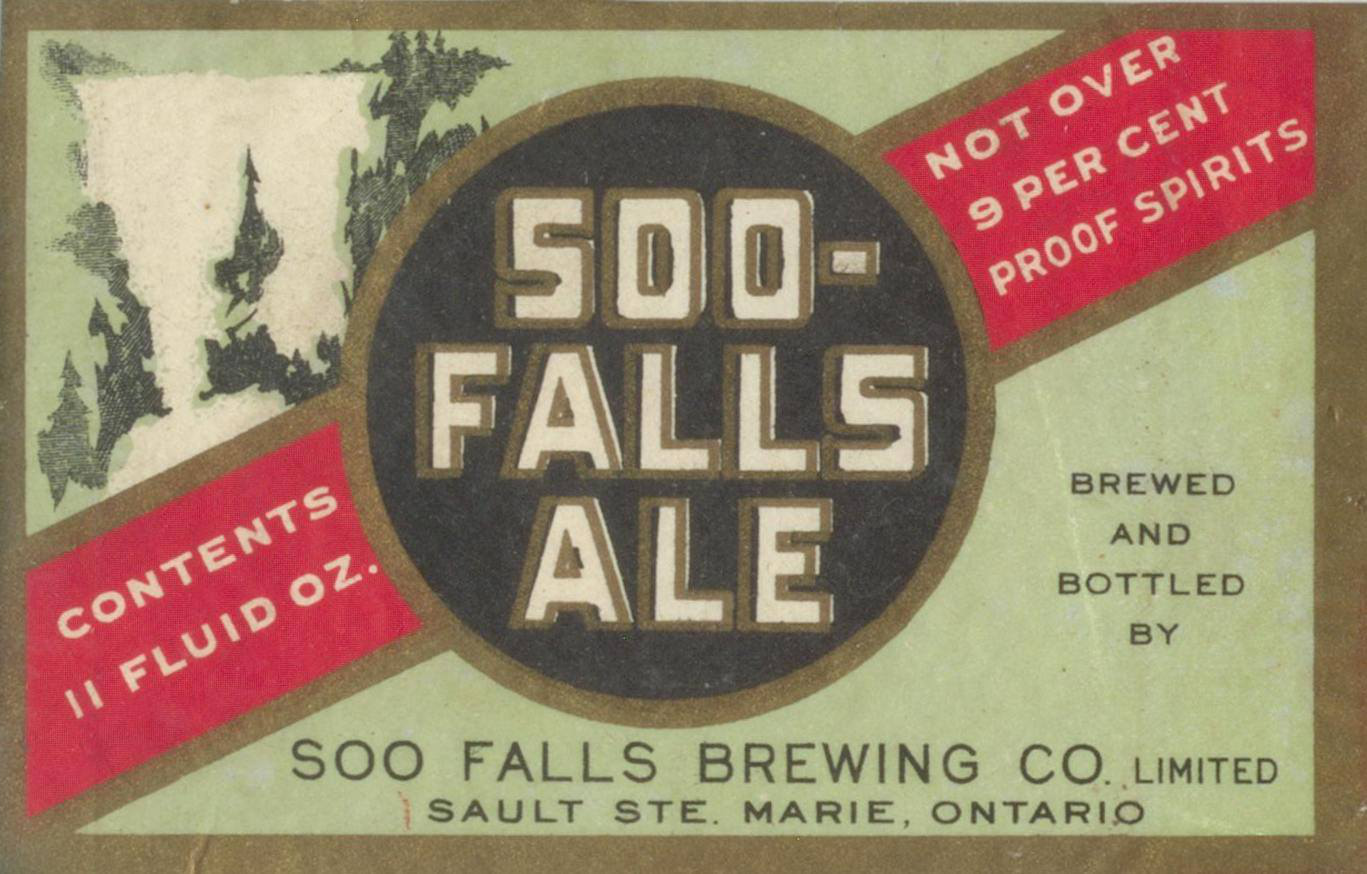 SOO-
FALLS
ALE
NOT OVER
9 PER CENT
PROOF SPIRITS
CONTENTS
11 FLUID OZ.
BREWED
AND
BOTTLED
BY
SOO FALLS BREWING CO. LIMITED
SAULT STE. MARIE, ONTARIO